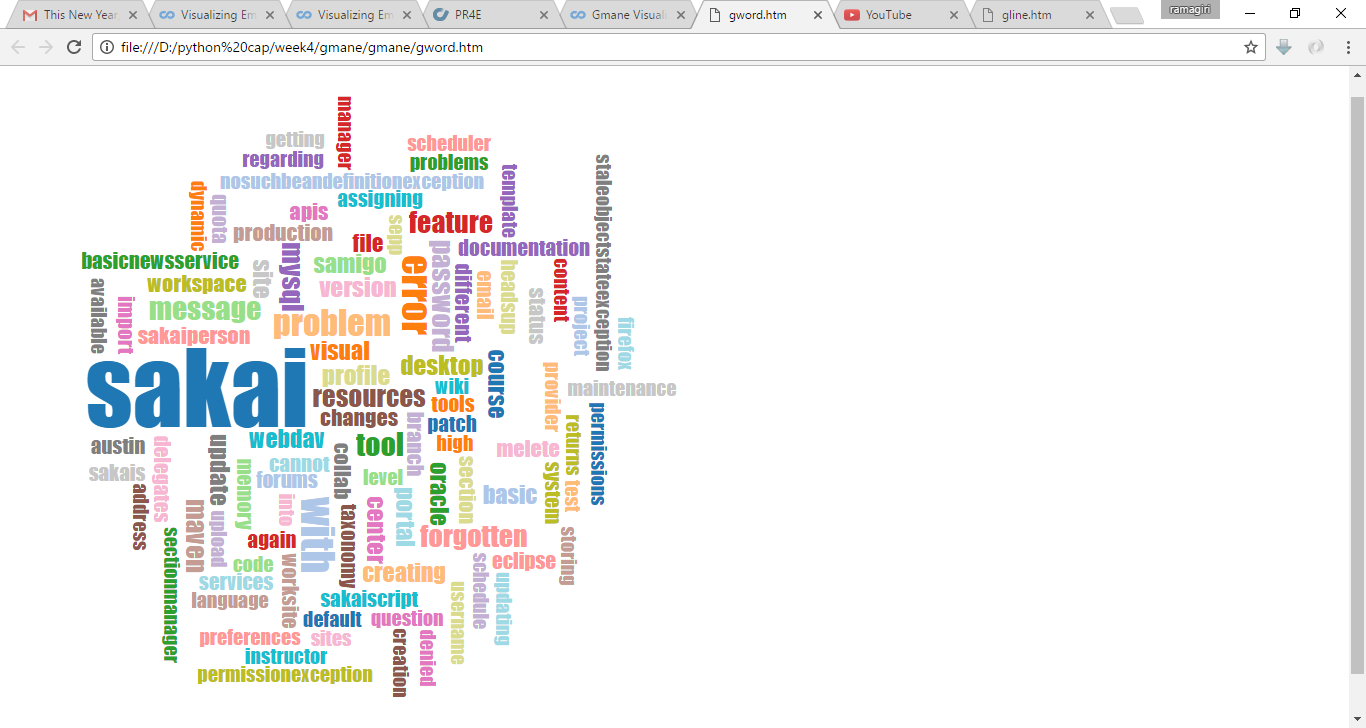 This New Year,
Visualizing Em
Visualizing Em
PR4E
Gmane Visuali
gword.htm
YouTube
gline.htm
ramagiri
file:///D:/python%20cap/week4/gmane/gmane/gword.htm
manager
getting
scheduler
regarding
problems
staleobjectstateexception
template
nosuchbeandefinitionexception
dynamic
assigning
quota
apis
sepp
feature
production
file
password
documentation
mysql
basicnewsservice
site
samigo
error
different
headsup
content
workspace
version
email
available
message
status
import
project
problem
sakaiperson
firefox
visual
sakai
desktop
course
profile
provider
wiki
maintenance
resources
tools
changes
permissions
branch
patch
returns
webdav
tool
high
austin
delegates
update
collab
melete
cannot
sakais
memory
forums
level
oracle
section
system
test
address
portal
basic
into
with
center
maven
taxonomy
upload
again
forgotten
sectionmanager
storing
eclipse
code
worksite
schedule
creating
services
updating
username
language
sakaiscript
default
question
preferences
sites
creation
denied
instructor
permissionexception